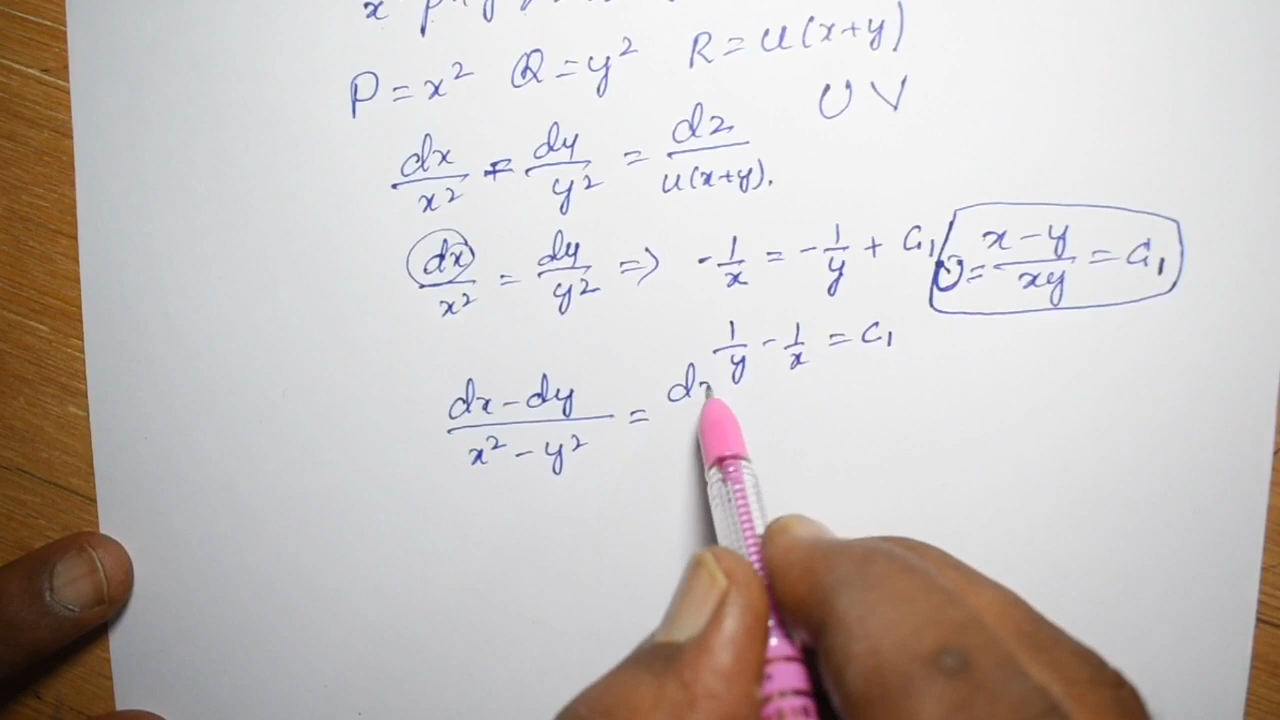 P = x² Q = y² R = u(x+y)
U V
dx/x² = dy/y² = dz/u(x+y).
dx/x² = dy/y² => -1/x = -1/y + C₁ U = x-y/xy = C₁
1/y - 1/x = C₁
dx - dy/x² - y² =